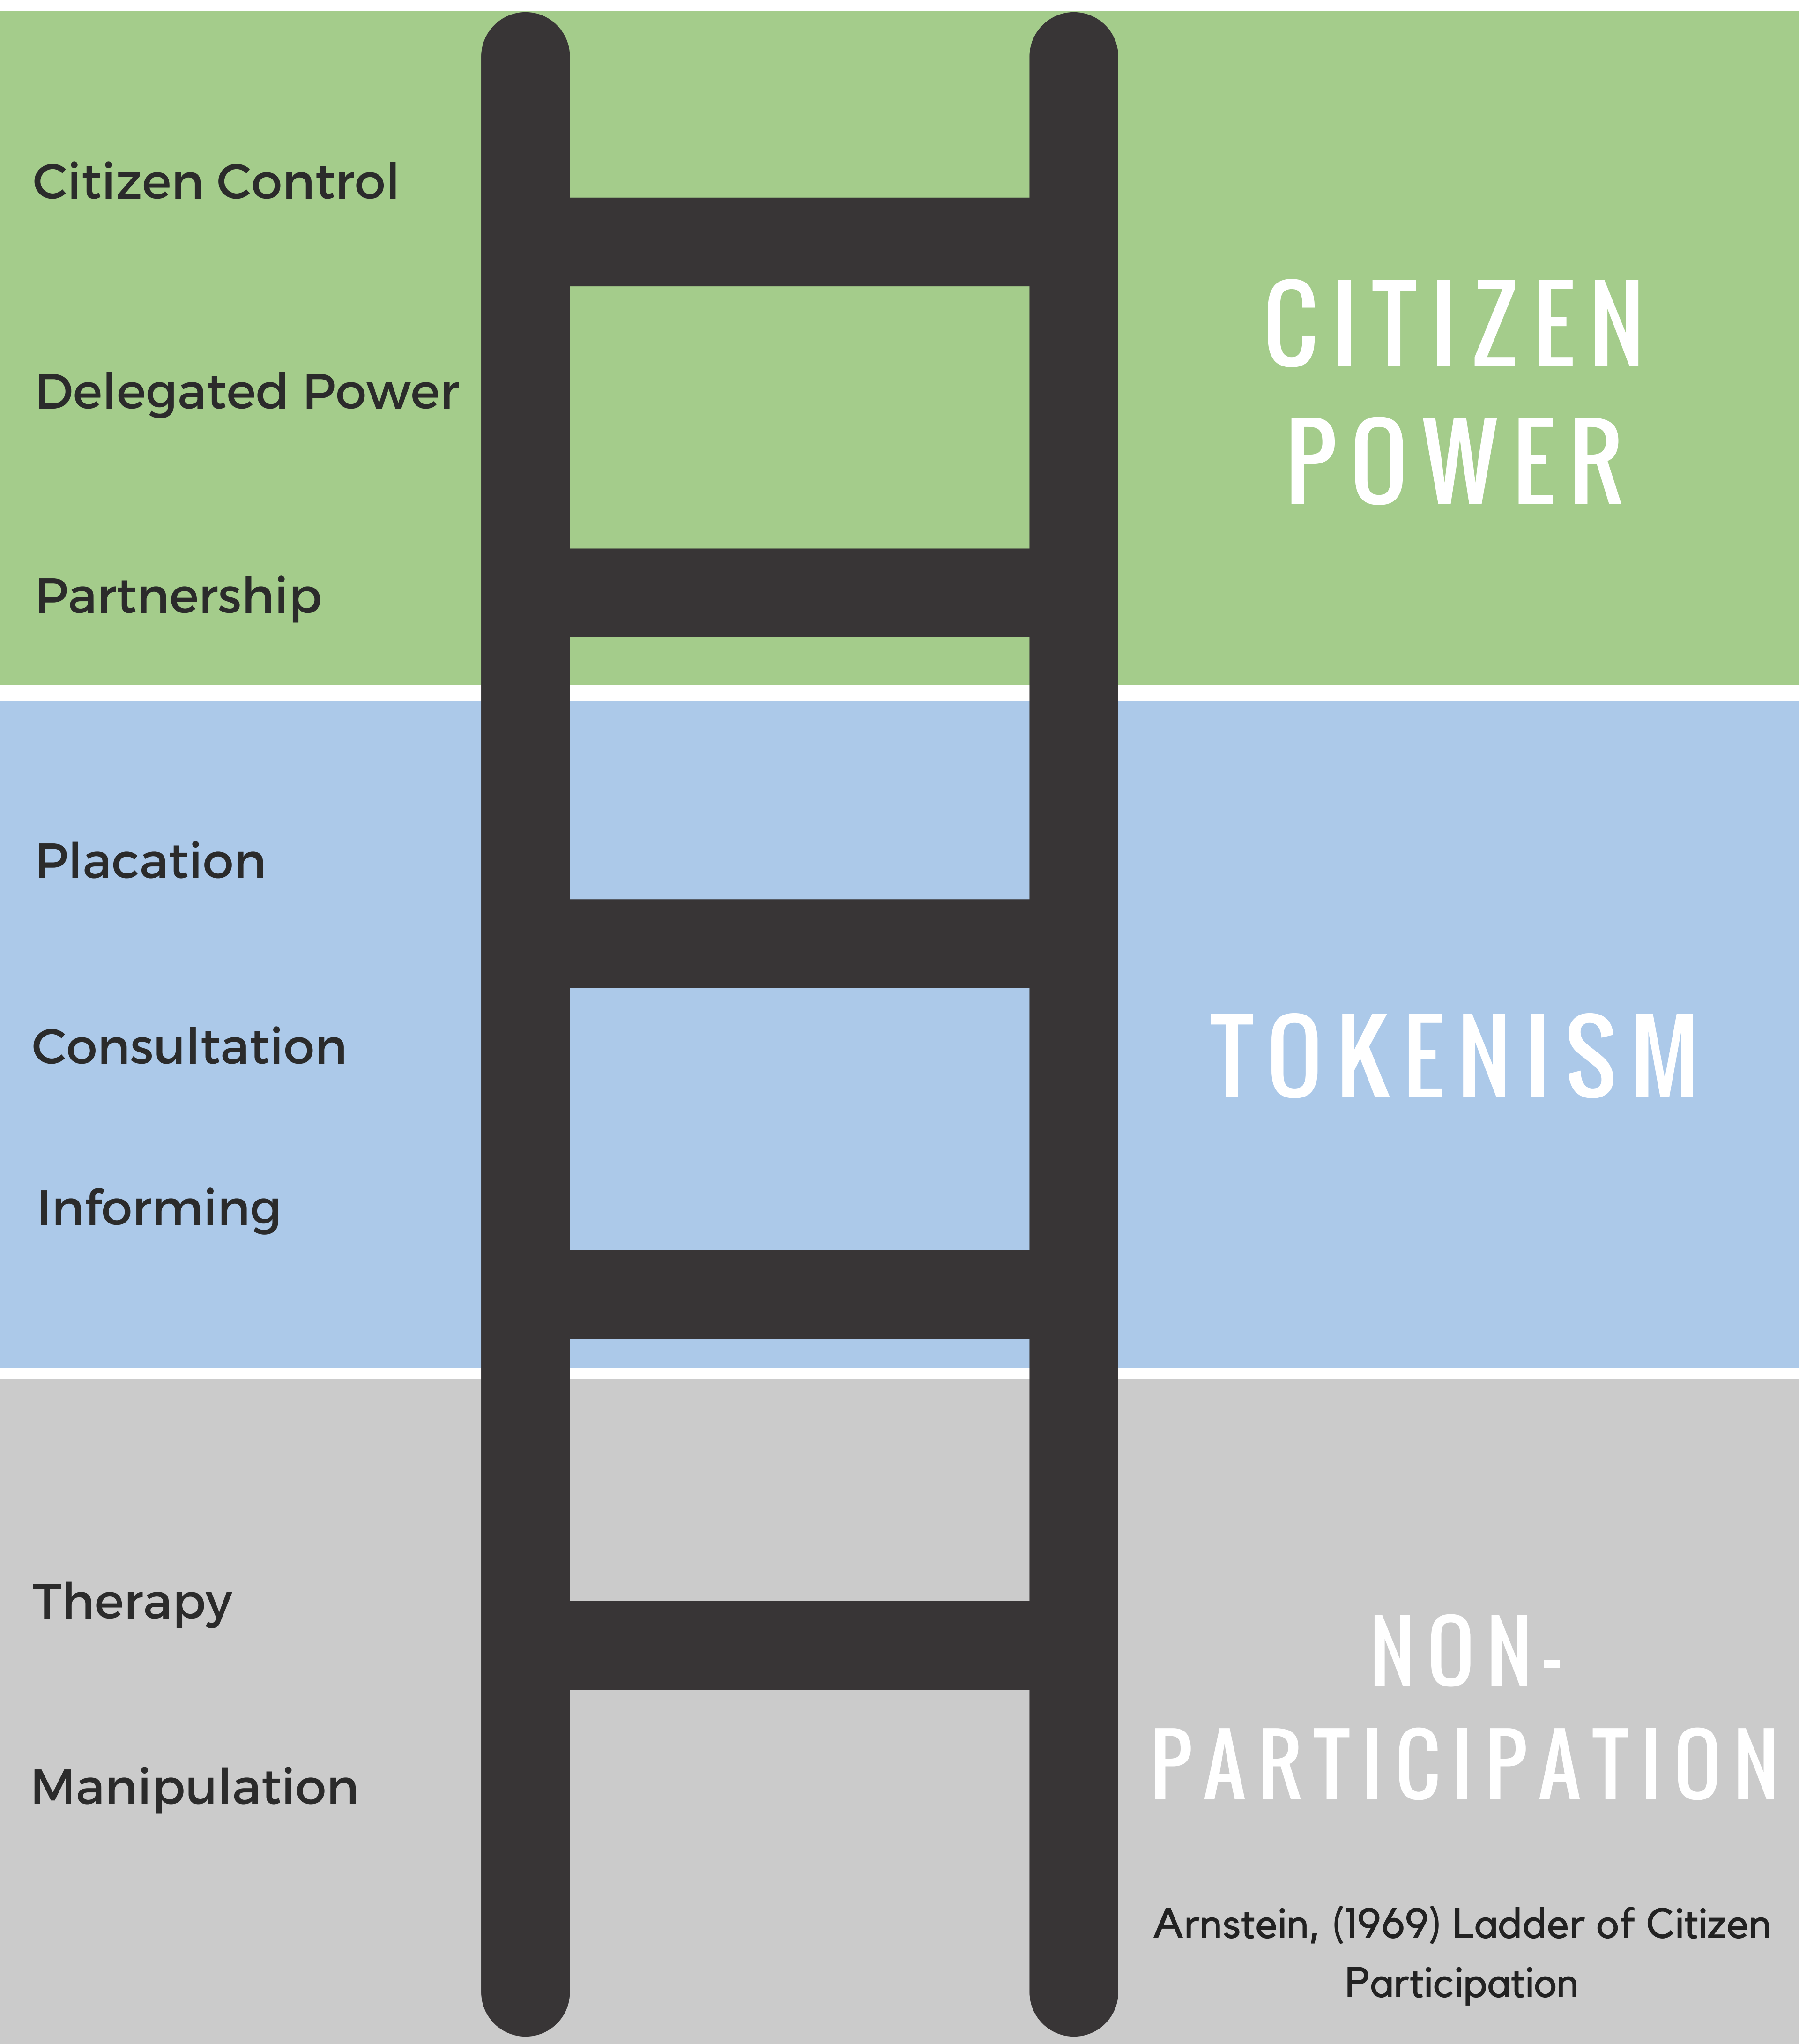 Citizen Control
Delegated Power
Partnership
CITIZEN
POWER
Placation
Consultation
Informing
TOKENISM
Therapy
Manipulation
NON-
PARTICIPATION
Arnstein, (1969) Ladder of Citizen
Participation